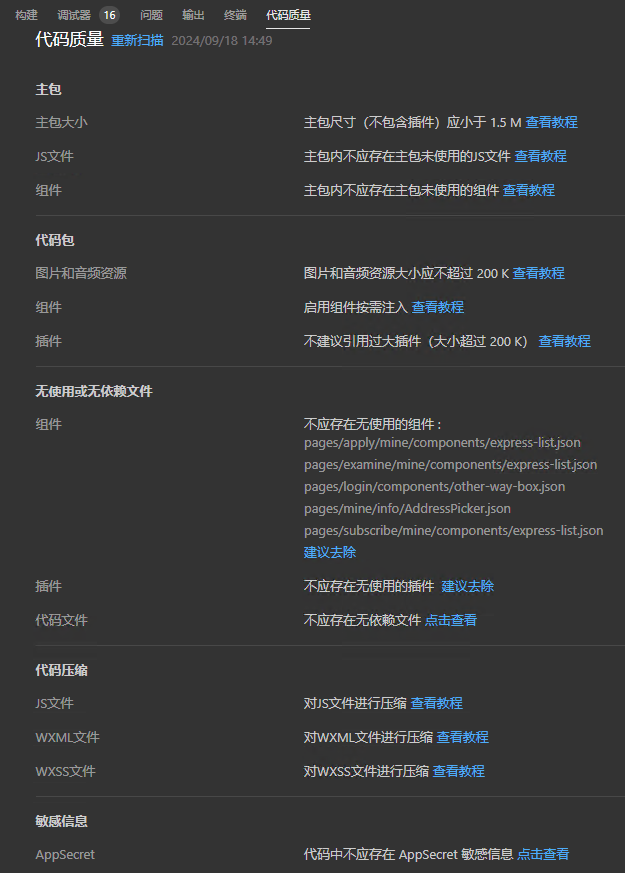 构建 调试器 16 问题 输出 终端 代码质量
代码质量 重新扫描 2024/09/18 14:49
主包
主包大小 主包尺寸（不包含插件）应小于 1.5 M 查看教程
JS文件 主包内不应存在主包未使用的JS文件 查看教程
组件 主包内不应存在主包未使用的组件 查看教程
代码包
图片和音频资源 图片和音频资源大小应不超过 200 K 查看教程
组件 启用组件按需注入 查看教程
插件 不建议引用过大插件（大小超过 200 K） 查看教程
无使用或无依赖文件
组件 不应存在无使用的组件 :
pages/apply/mine/components/express-list.json
pages/examine/mine/components/express-list.json
pages/login/components/other-way-box.json
pages/mine/info/AddressPicker.json
pages/subscribe/mine/components/express-list.json
建议去除
插件 不应存在无使用的插件 建议去除
代码文件 不应存在无依赖文件 点击查看
代码压缩
JS文件 对JS文件进行压缩 查看教程
WXML文件 对WXML文件进行压缩 查看教程
WXSS文件 对WXSS文件进行压缩 查看教程
敏感信息
AppSecret 代码中不应存在 AppSecret 敏感信息 点击查看